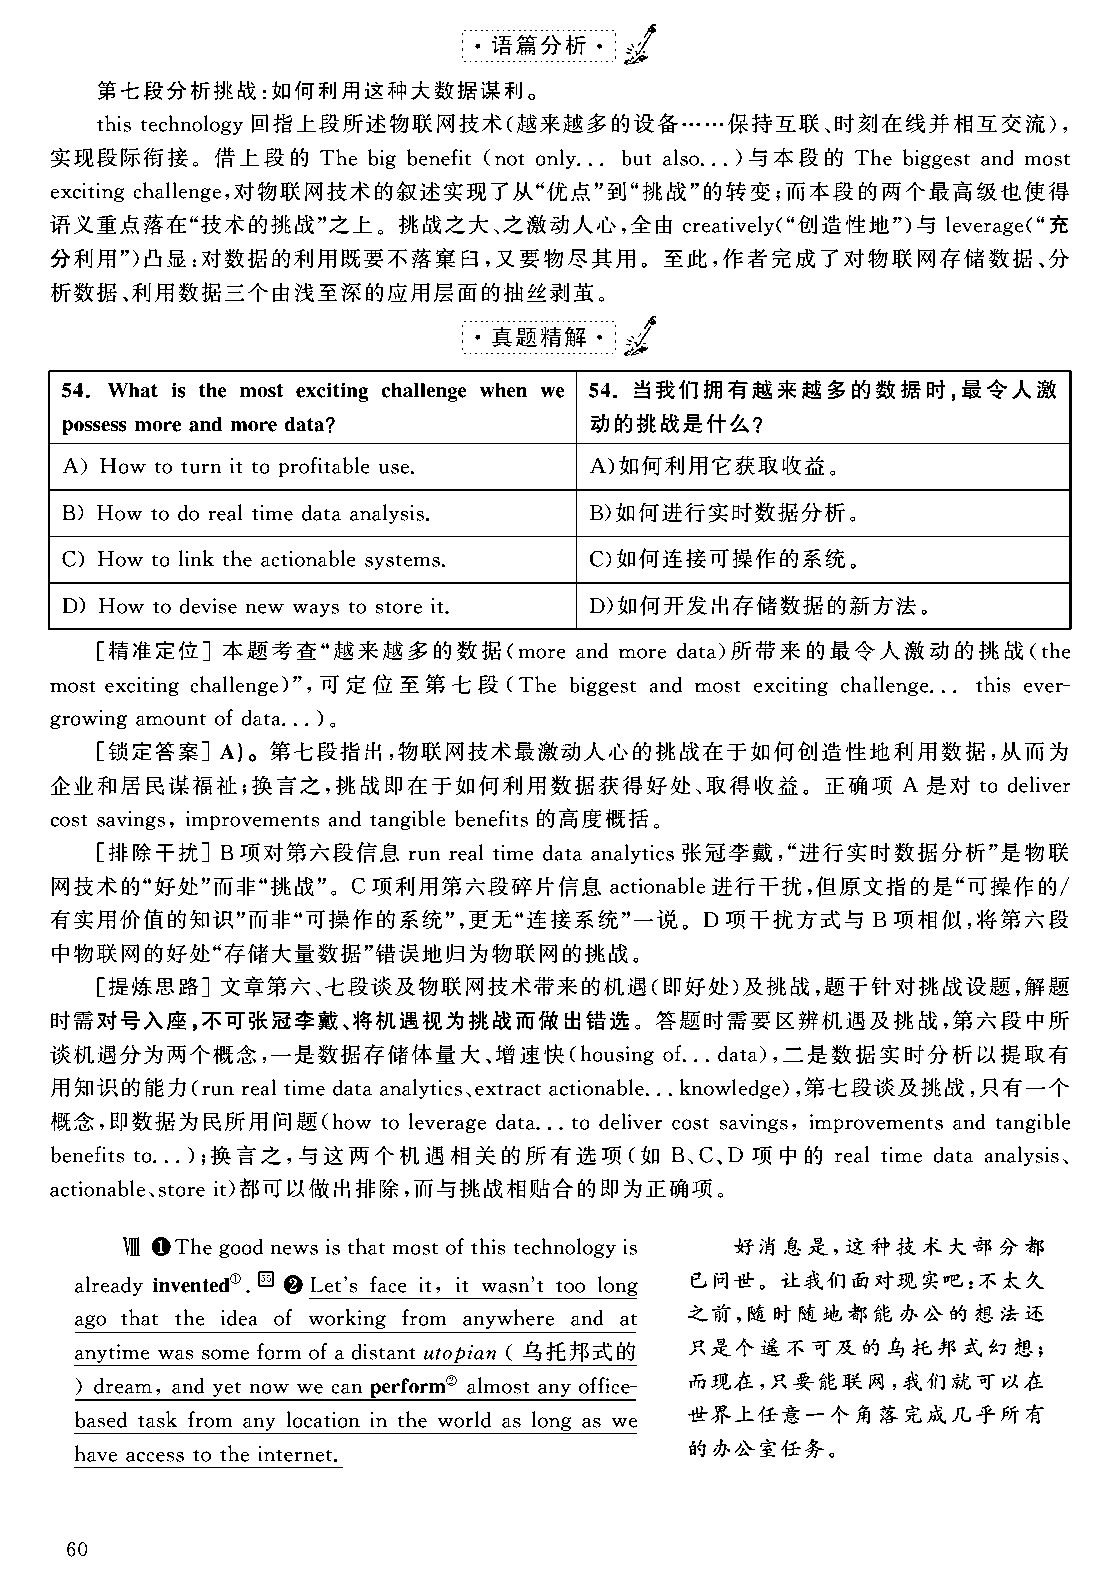 ·语篇分析·
第七段分析挑战:如何利用这种大数据谋利。
this technology 回指上段所述物联网技术(越来越多的设备……保持互联、时刻在线并相互交流),
实现段际衔接。借上段的 The big benefit (not only... but also...)与本段的 The biggest and most
exciting challenge,对物联网技术的叙述实现了从“优点”到“挑战”的转变;而本段的两个最高级也使得
语义重点落在“技术的挑战”之上。挑战之大、之激动人心,全由 creatively(“创造性地”)与 leverage(“充
分利用”)凸显:对数据的利用既要不落窠臼,又要物尽其用。至此,作者完成了对物联网存储数据、分
析数据、利用数据三个由浅至深的应用层面的抽丝剥茧。
·真题精解·
54. What is the most exciting challenge when we
possess more and more data?
54. 当我们拥有越来越多的数据时,最令人激
动的挑战是什么?
A) How to turn it to profitable use.
A)如何利用它获取收益。
B) How to do real time data analysis.
B)如何进行实时数据分析。
C) How to link the actionable systems.
C)如何连接可操作的系统。
D) How to devise new ways to store it.
D)如何开发出存储数据的新方法。
[精准定位] 本题考查“越来越多的数据(more and more data)所带来的最令人激动的挑战(the
most exciting challenge)”,可定位至第七段(The biggest and most exciting challenge... this ever-
growing amount of data...)。
[锁定答案] A)。第七段指出,物联网技术最激动人心的挑战在于如何创造性地利用数据,从而为
企业和居民谋福祉;换言之,挑战即在于如何利用数据获得好处、取得收益。正确项 A 是对 to deliver
cost savings, improvements and tangible benefits 的高度概括。
[排除干扰] B 项对第六段信息 run real time data analytics 张冠李戴,“进行实时数据分析”是物联
网技术的“好处”而非“挑战”。C 项利用第六段碎片信息 actionable 进行干扰,但原文指的是“可操作的/
有实用价值的知识”而非“可操作的系统”,更无“连接系统”一说。D 项干扰方式与 B 项相似,将第六段
中物联网的好处“存储大量数据”错误地归为物联网的挑战。
[提炼思路] 文章第六、七段谈及物联网技术带来的机遇(即好处)及挑战,题干针对挑战设题,解题
时需对号入座,不可张冠李戴、将机遇视为挑战而做出错选。答题时需要区辨机遇及挑战,第六段中所
谈机遇分为两个概念,一是数据存储体量大、增速快(housing of... data),二是数据实时分析以提取有
用知识的能力(run real time data analytics、extract actionable... knowledge),第七段谈及挑战,只有一个
概念,即数据为民所用问题(how to leverage data... to deliver cost savings, improvements and tangible
benefits to...);换言之,与这两个机遇相关的所有选项(如 B、C、D 项中的 real time data analysis、
actionable、store it)都可以做出排除,而与挑战相贴合的即为正确项。
Ⅷ ❶The good news is that most of this technology is
already invented①. 55 ❷ Let's face it, it wasn't too long
ago that the idea of working from anywhere and at
anytime was some form of a distant utopian ( 乌托邦式的
) dream, and yet now we can perform② almost any office-
based task from any location in the world as long as we
have access to the internet.
好消息是,这种技术大部分都
已问世。让我们面对现实吧:不太久
之前,随时随地都能办公的想法还
只是个遥不可及的乌托邦式幻想;
而现在,只要能联网,我们就可以在
世界上任意一个角落完成几乎所有
的办公室任务。
60